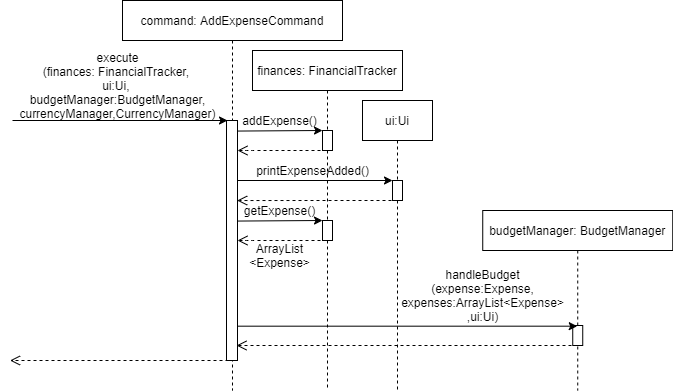 command: AddExpenseCommand
execute
(finances: FinancialTracker,
ui:Ui,
budgetManager:BudgetManager,
currencyManager,CurrencyManager)
finances: FinancialTracker
addExpense()
ui:Ui
printExpenseAdded()
getExpense()
ArrayList
<Expense>
budgetManager: BudgetManager
handleBudget
(expense:Expense,
expenses:ArrayList<Expense>
,ui:Ui)